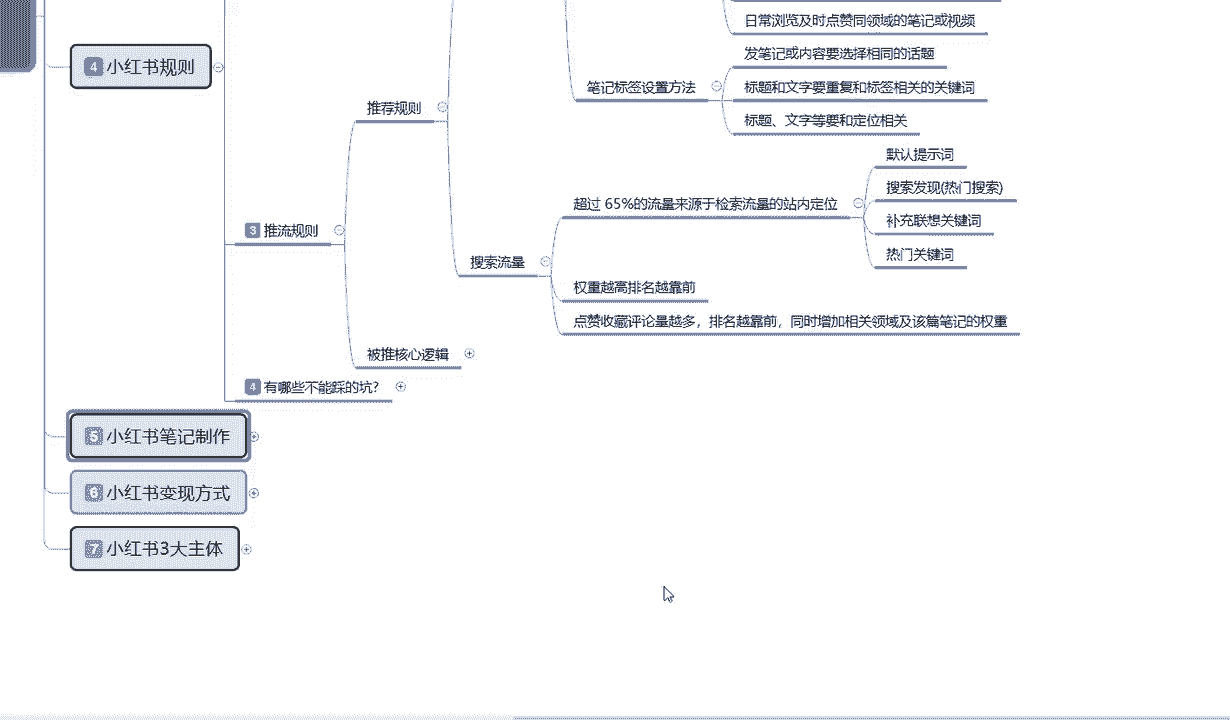 日常浏览及时点赞同领域的笔记或视频
4 小红书规则
发笔记或内容要选择相同的话题
笔记标签设置方法
标题和文字要重复和标签相关的关键词
推荐规则
标题、文字等要和定位相关
默认提示词
搜索发现(热门搜索)
超过 65%的流量来源于检索流量的站内定位
补充联想关键词
3 推流规则
热门关键词
搜索流量
权重越高排名越靠前
点赞收藏评论量越多，排名越靠前，同时增加相关领域及该篇笔记的权重
被推核心逻辑
4 有哪些不能踩的坑?
5 小红书笔记制作
6 小红书变现方式
7 小红书3大主体